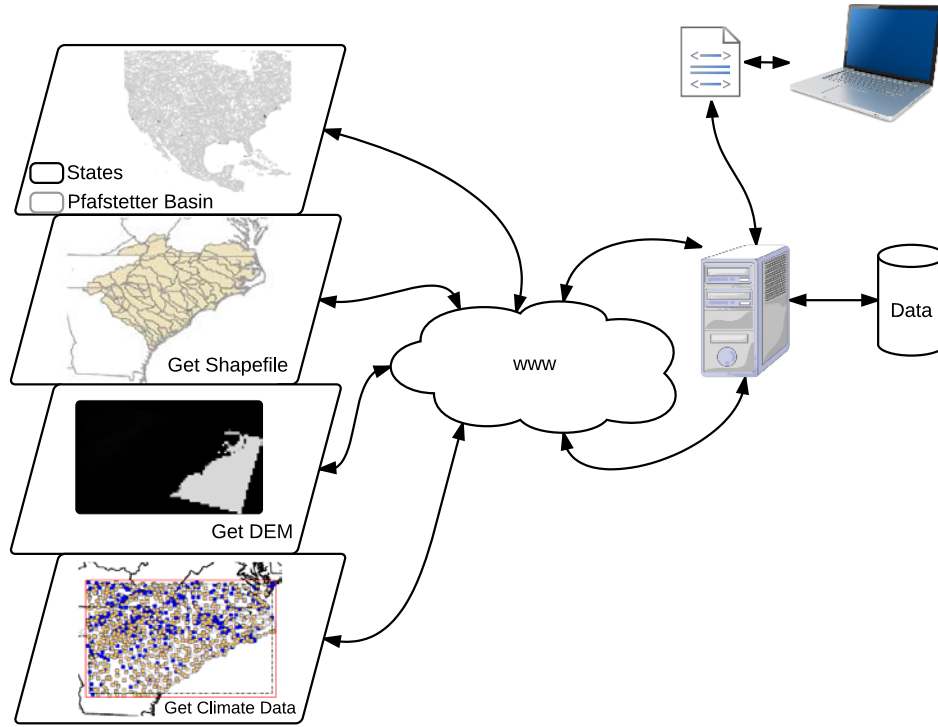 States
Pfafstetter Basin
Get Shapefile
Get DEM
Get Climate Data
www
Data